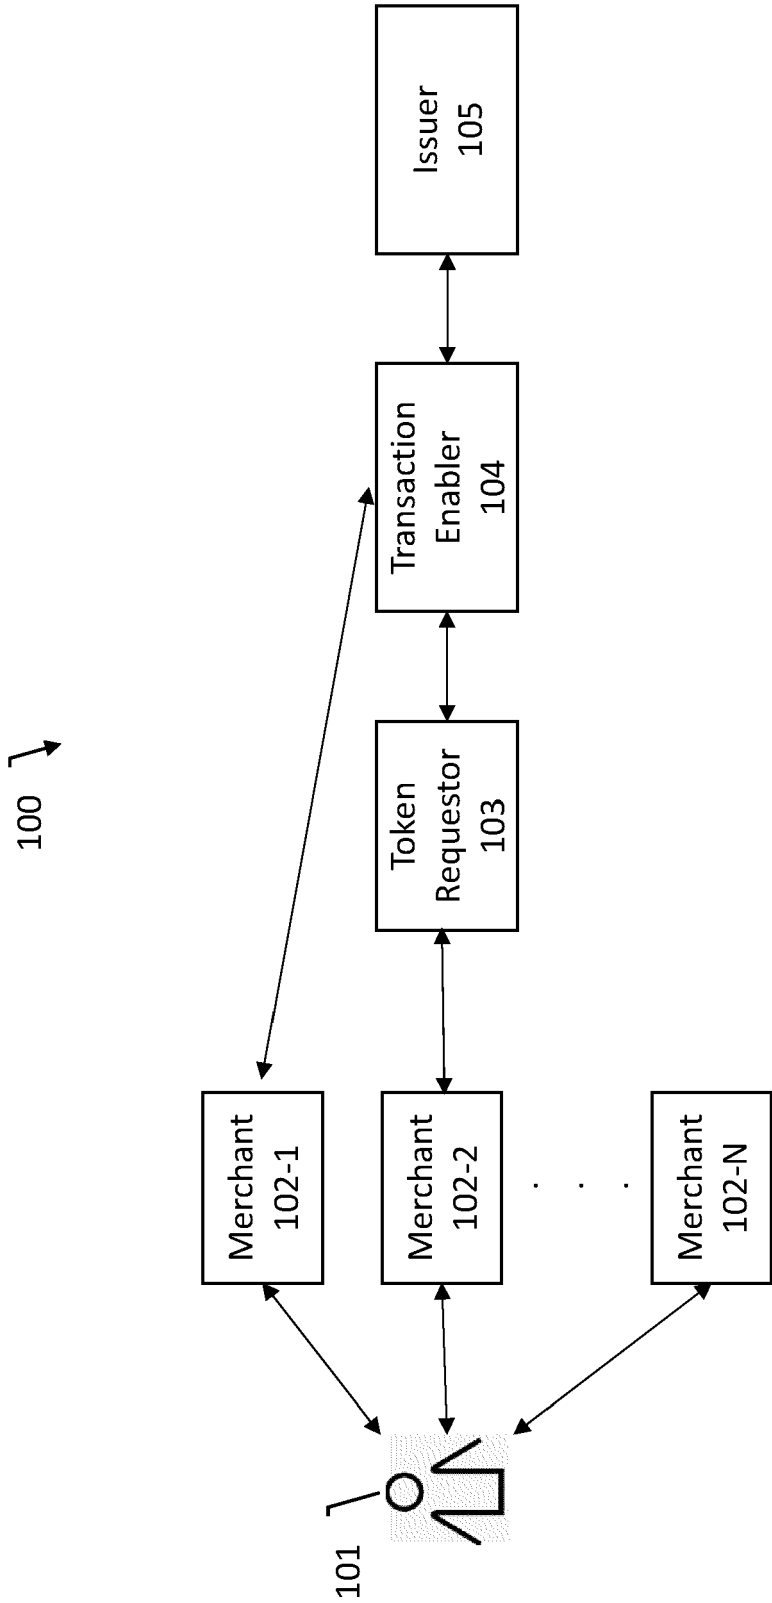 100
101
Merchant
102-1
Merchant
102-2
. . .
Merchant
102-N
Token
Requestor
103
Transaction
Enabler
104
Issuer
105